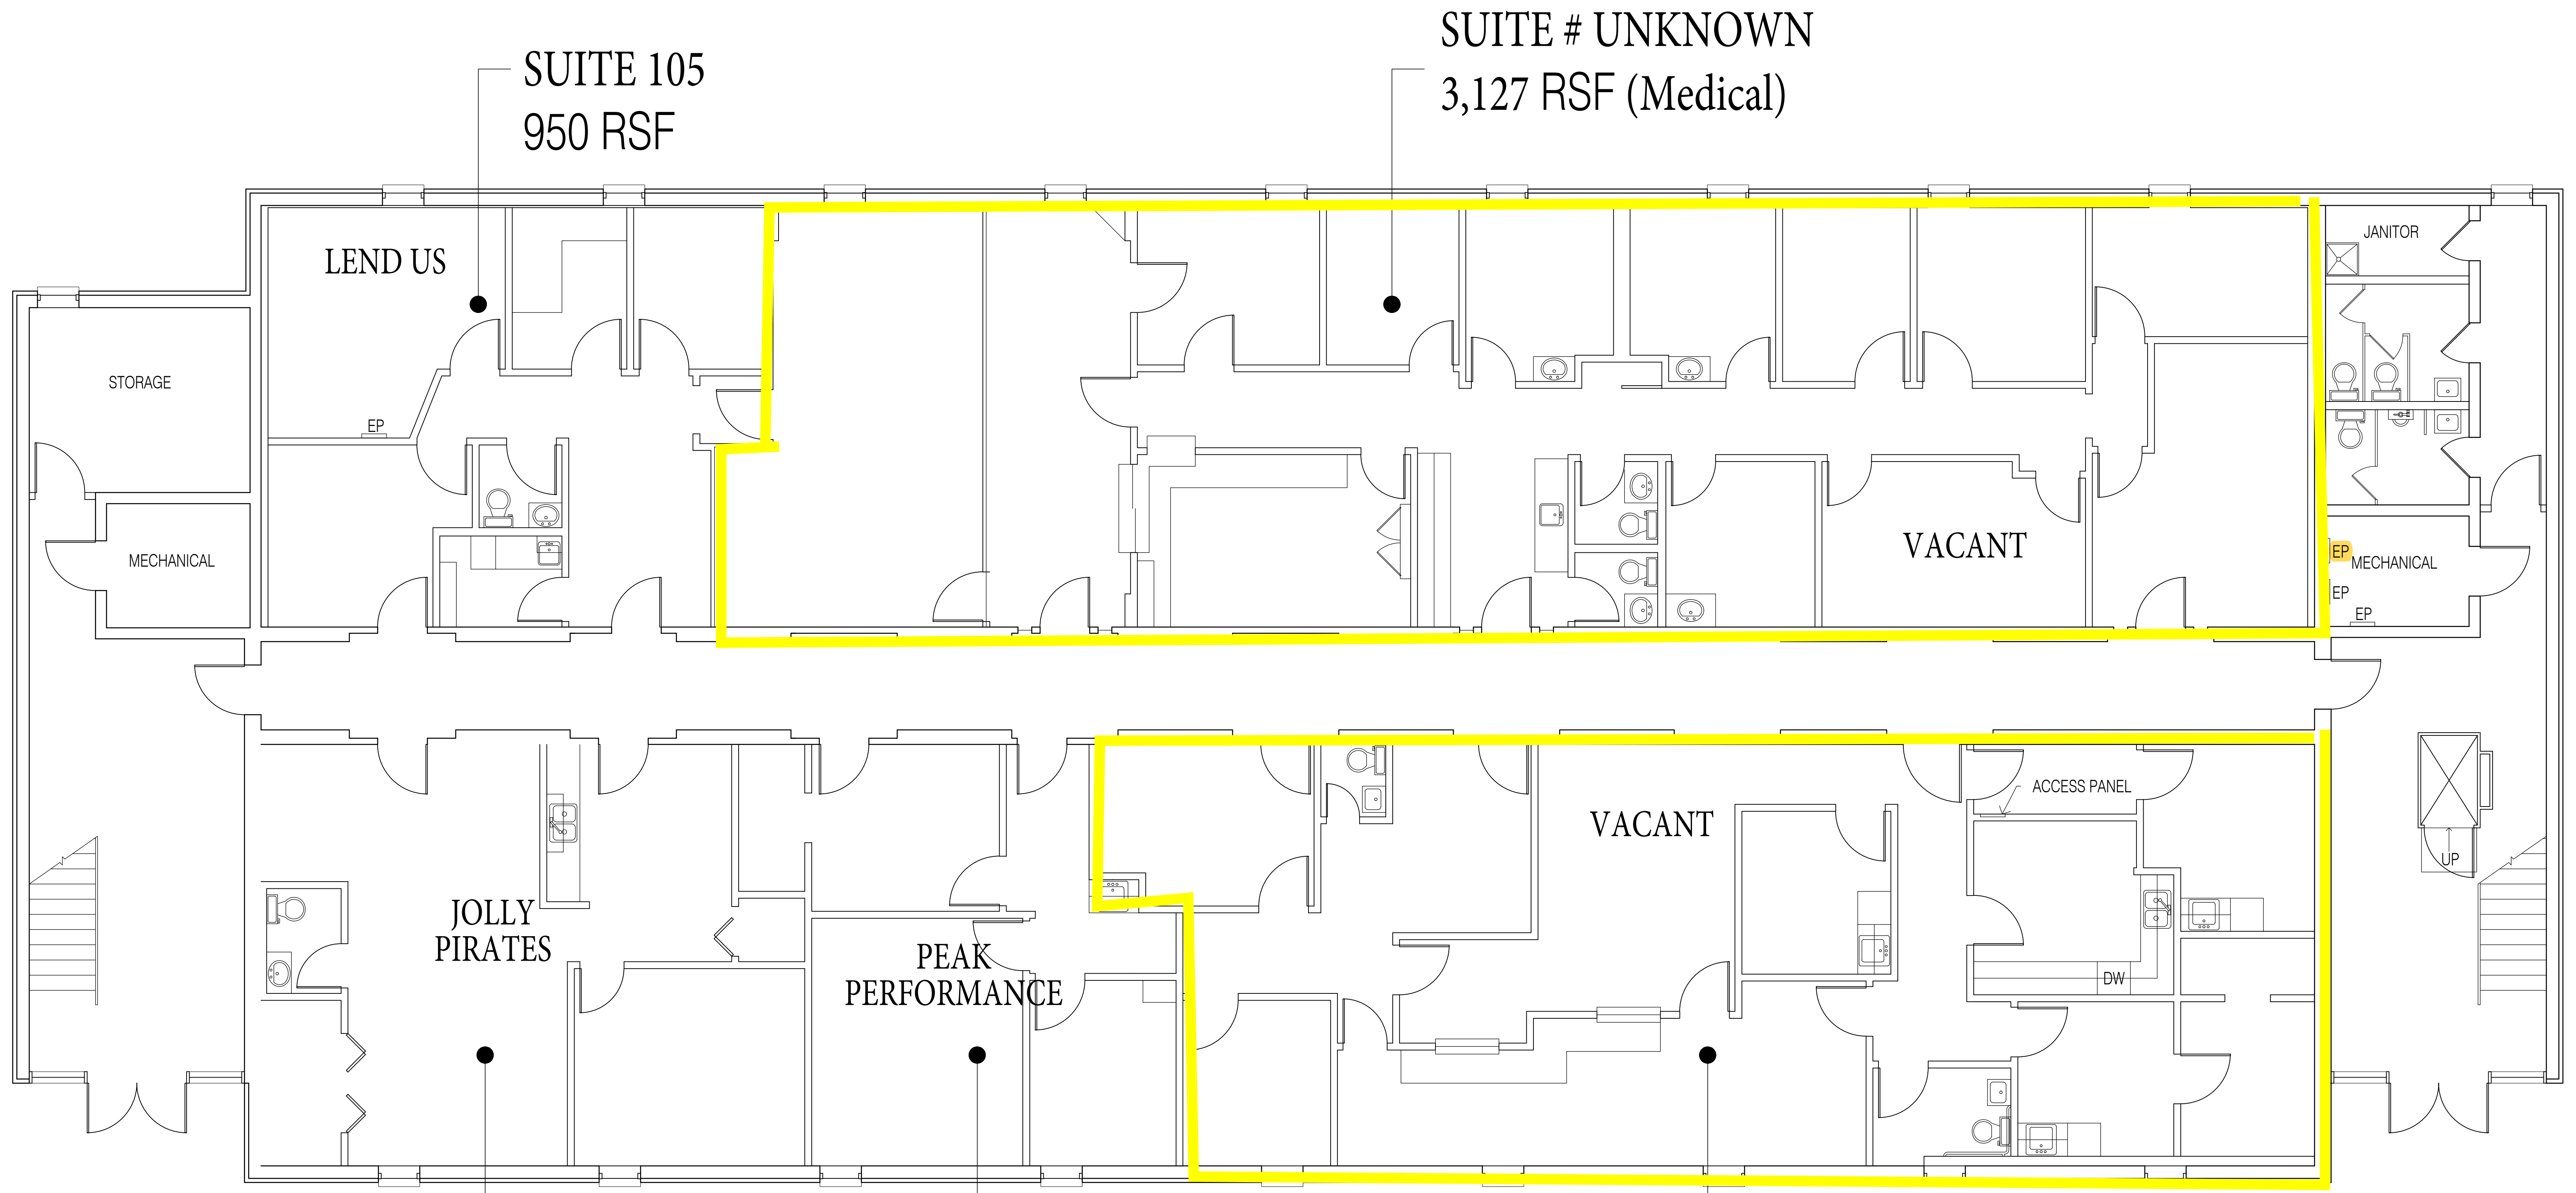 SUITE # UNKNOWN
3,127 RSF (Medical)
SUITE 105
950 RSF
LEND US
JANITOR
STORAGE
EP
MECHANICAL
VACANT
EP
MECHANICAL
EP
EP
VACANT
ACCESS PANEL
UP
JOLLY
PIRATES
PEAK
PERFORMANCE
DW